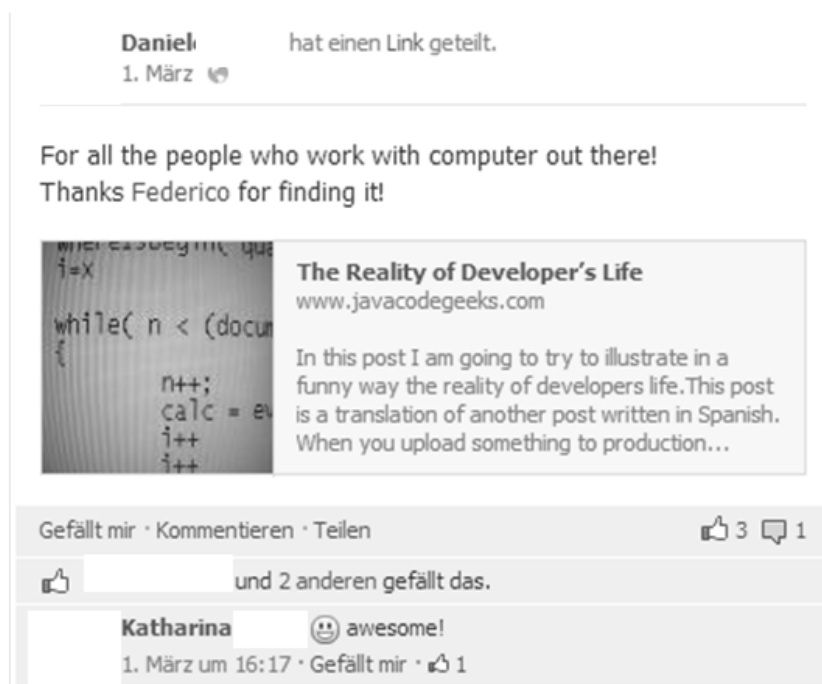 Daniel hat einen Link geteilt.
1. März
For all the people who work with computer out there!
Thanks Federico for finding it!
i=x
while( n < (docum
{
n++;
calc = ev
i++
i++
The Reality of Developer's Life
www.javacodegeeks.com
In this post I am going to try to illustrate in a
funny way the reality of developers life.This post
is a translation of another post written in Spanish.
When you upload something to production...
Gefällt mir · Kommentieren · Teilen 3 1
und 2 anderen gefällt das.
Katharina awesome!
1. März um 16:17 · Gefällt mir · 1